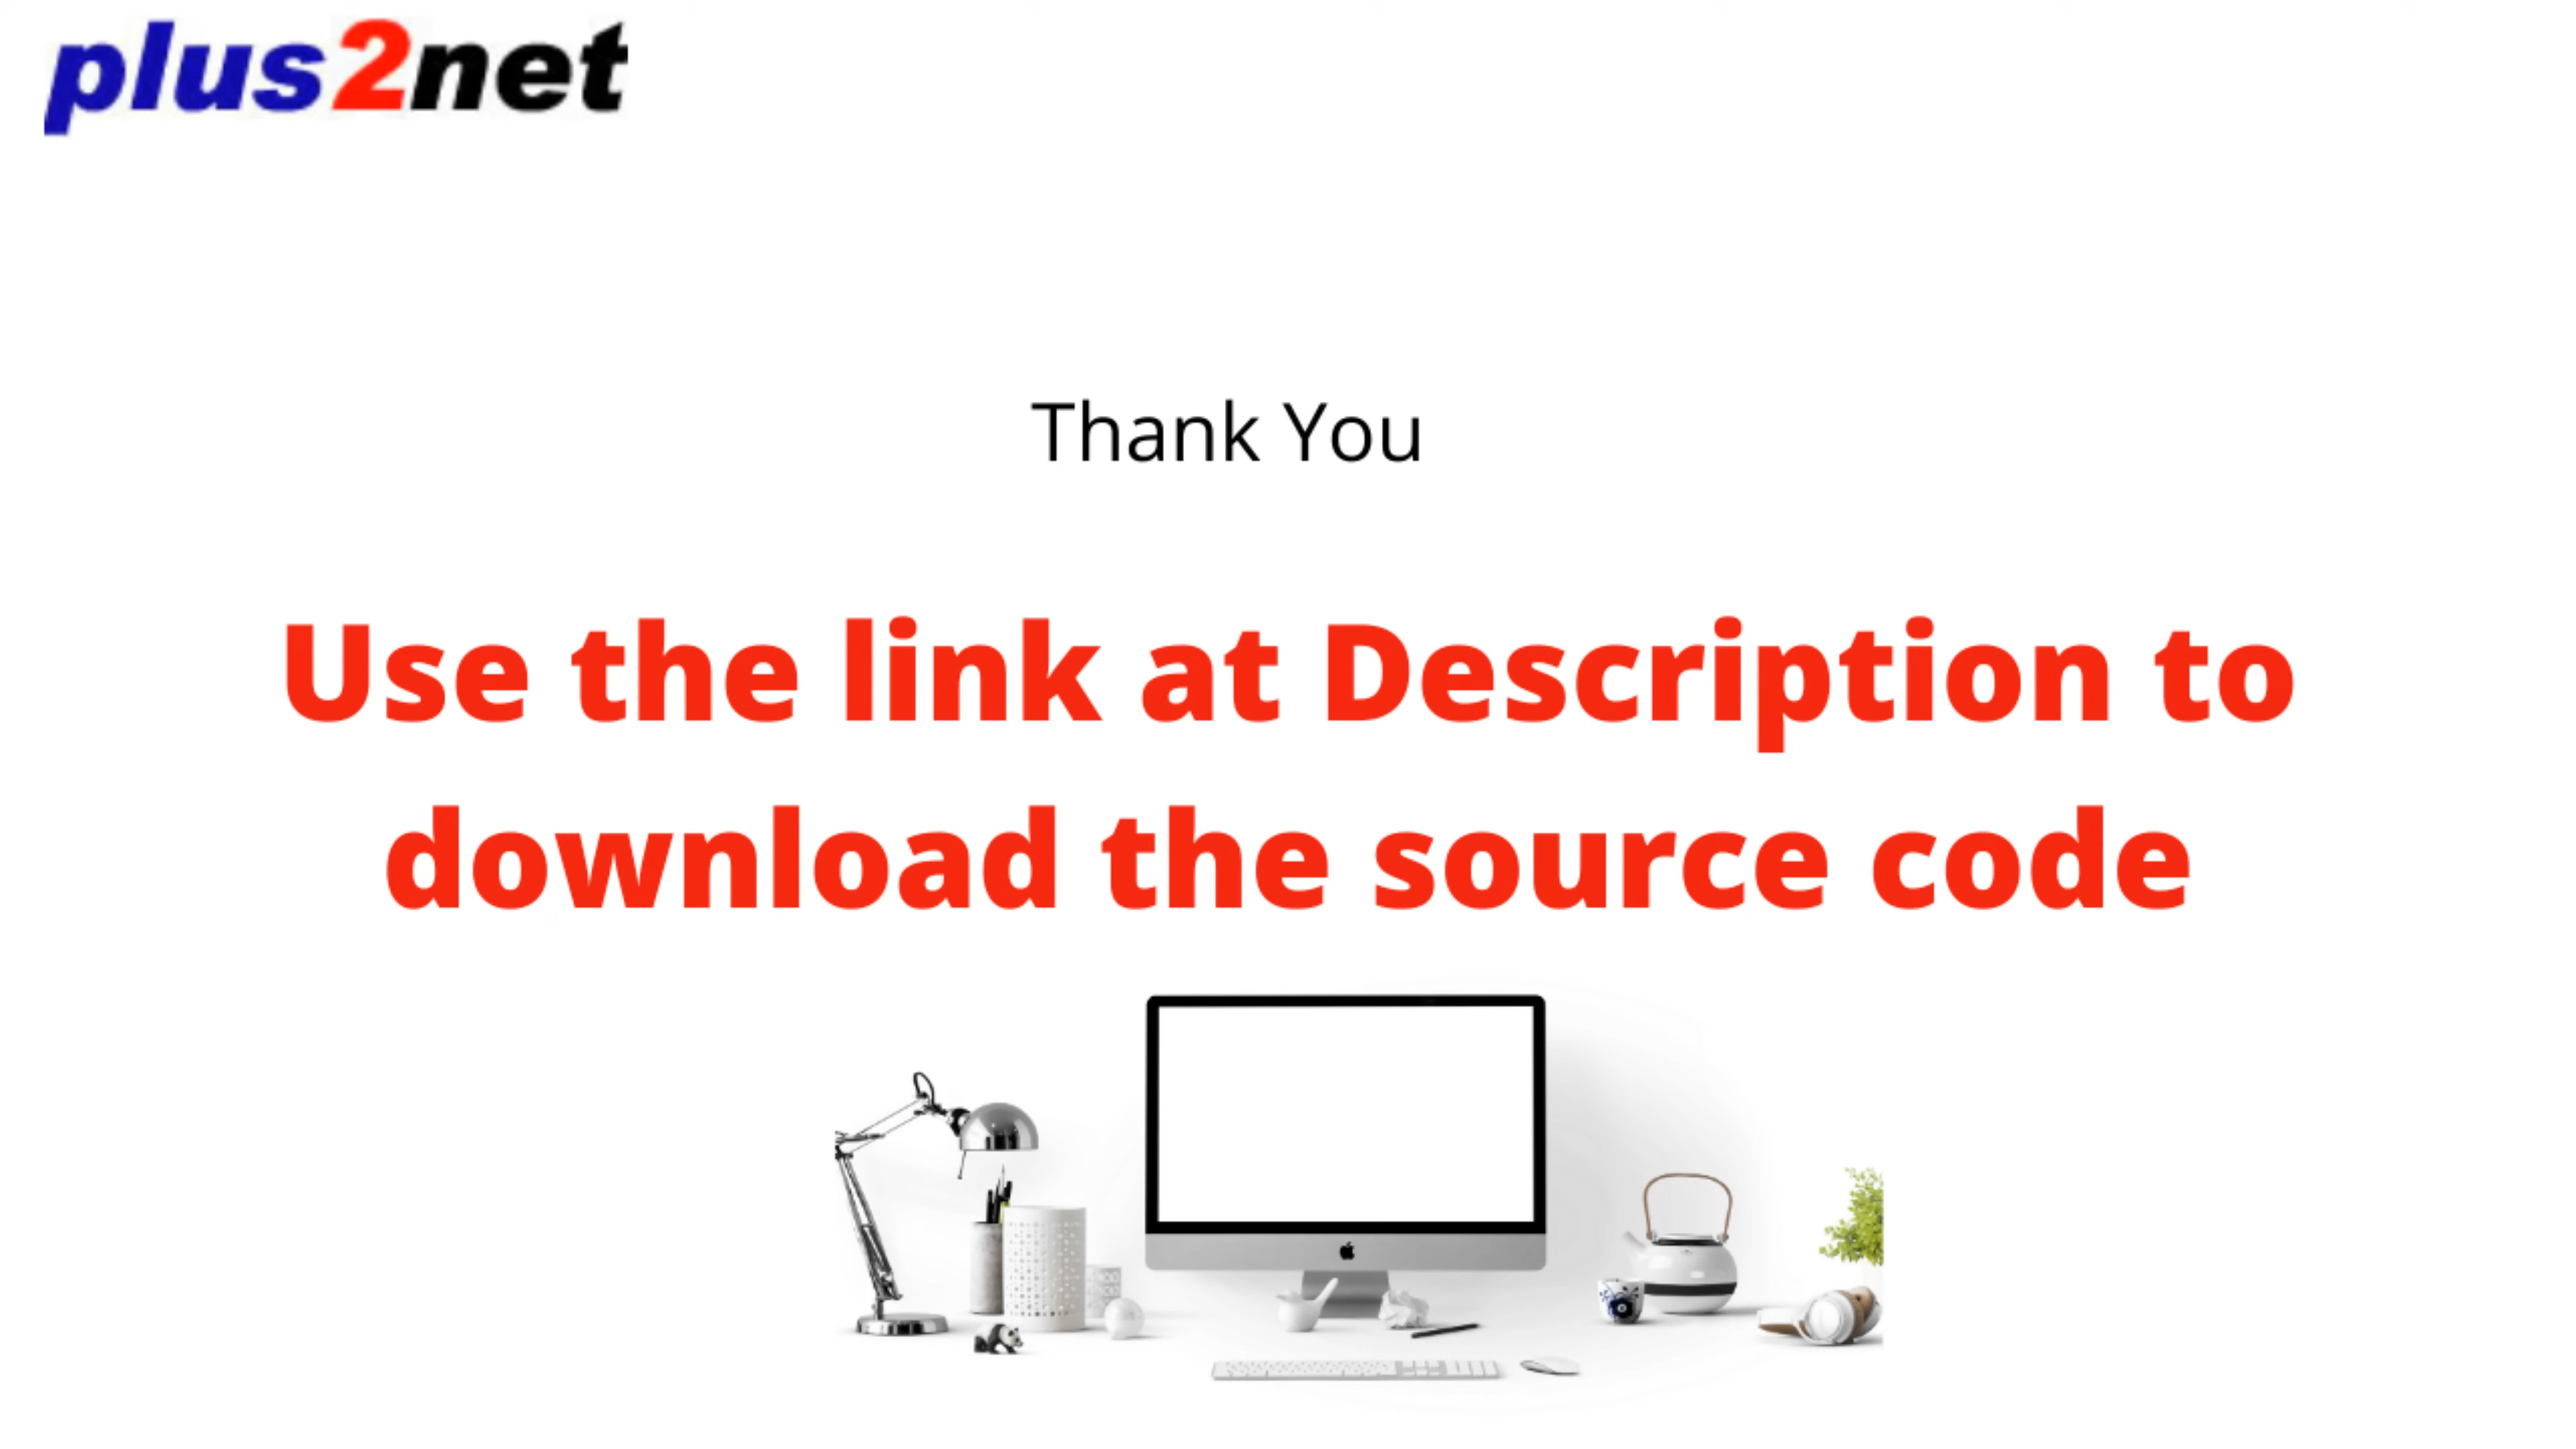 plus2net
Thank You
Use the link at Description to
download the source code